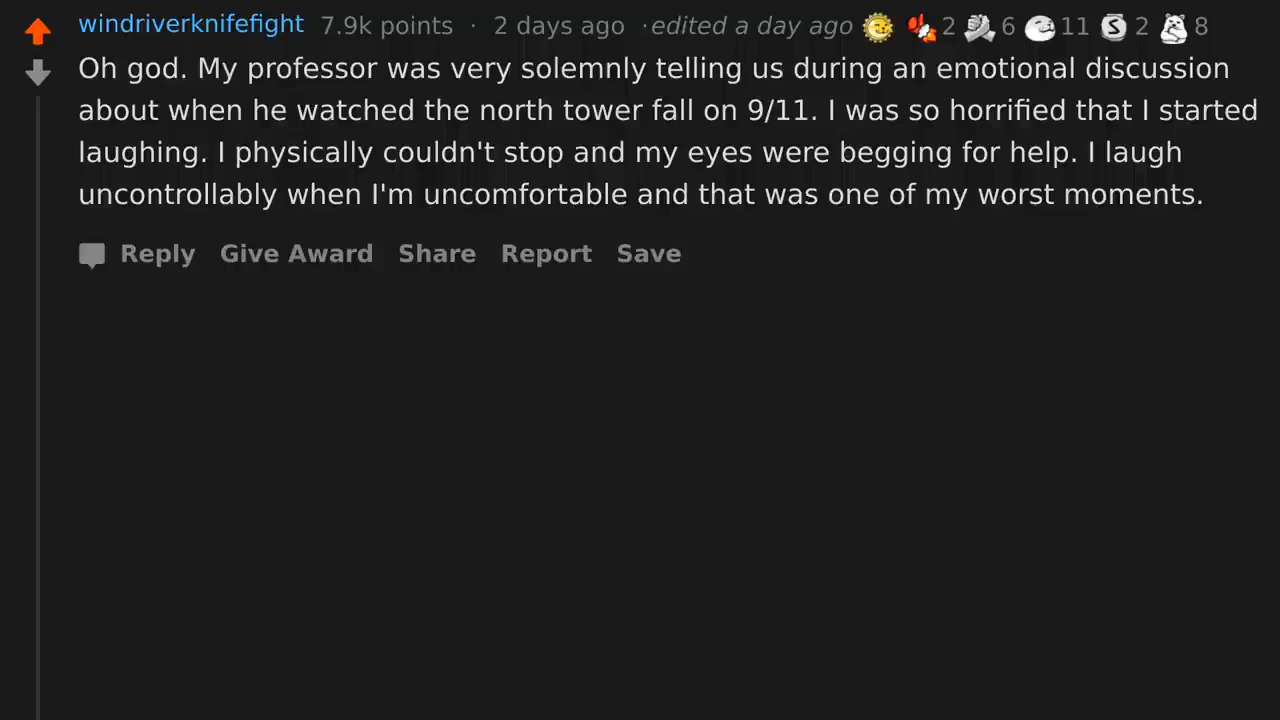 windriverknifefight 7.9k points · 2 days ago · edited a day ago 2 6 11 S 2 8
Oh god. My professor was very solemnly telling us during an emotional discussion
about when he watched the north tower fall on 9/11. I was so horrified that I started
laughing. I physically couldn't stop and my eyes were begging for help. I laugh
uncontrollably when I'm uncomfortable and that was one of my worst moments.
Reply Give Award Share Report Save